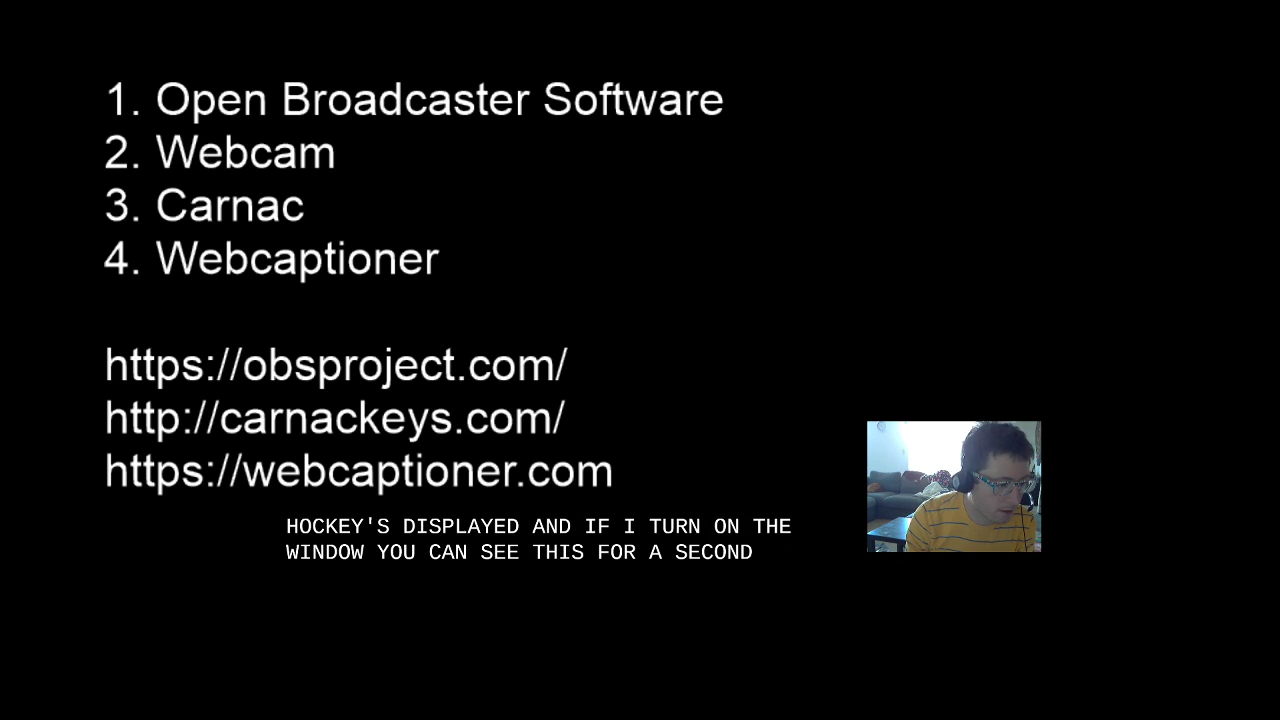 1. Open Broadcaster Software
2. Webcam
3. Carnac
4. Webcaptioner
https://obsproject.com/
http://carnackeys.com/
https://webcaptioner.com
HOCKEY'S DISPLAYED AND IF I TURN ON THE
WINDOW YOU CAN SEE THIS FOR A SECOND